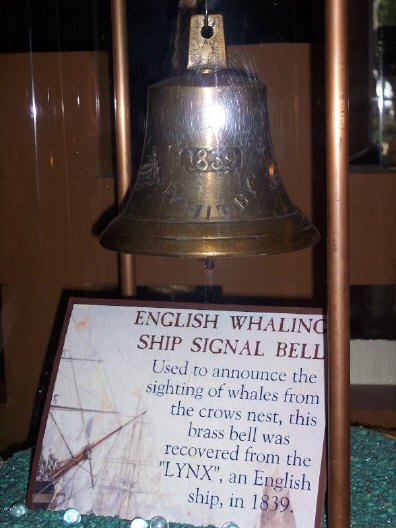 1839
ENGLISH WHALING
SHIP SIGNAL BELL
Used to announce the
sighting of whales from
the crows nest, this
brass bell was
recovered from the
"LYNX", an English
ship, in 1839.